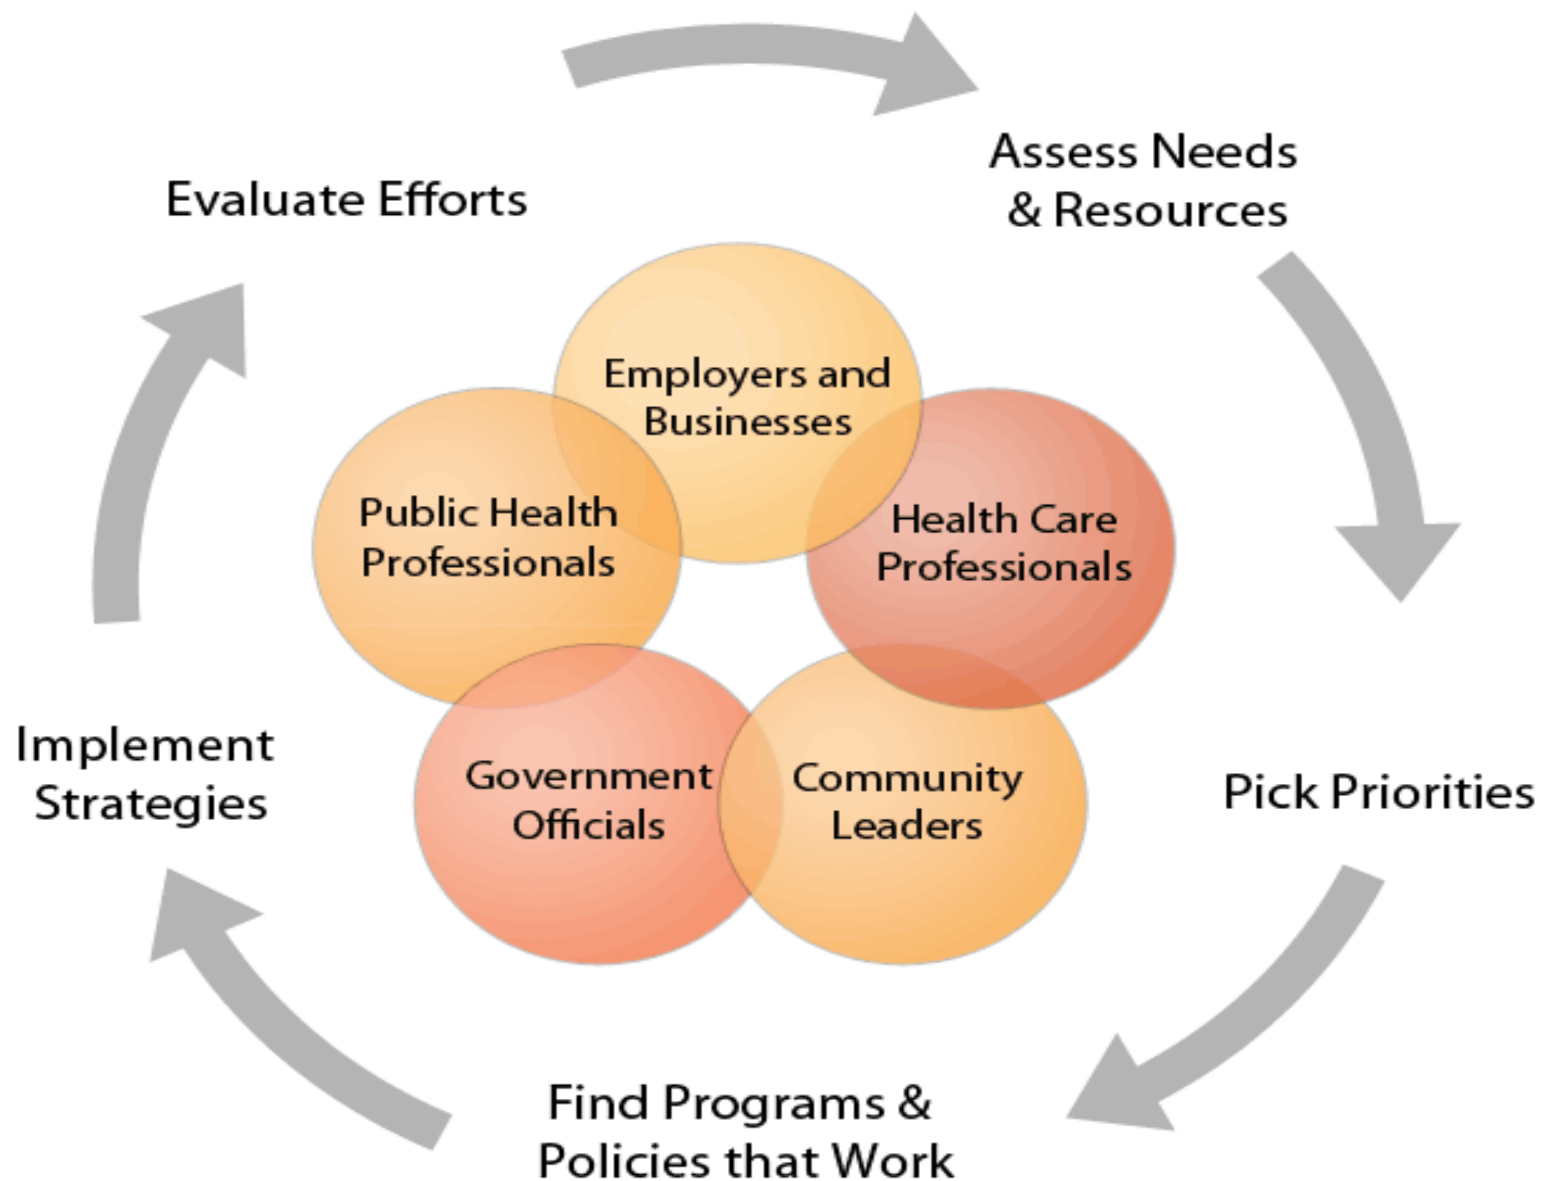 Assess Needs
& Resources
Evaluate Efforts
Employers and
Businesses
Public Health
Professionals
Health Care
Professionals
Implement
Strategies
Government
Officials
Community
Leaders
Pick Priorities
Find Programs &
Policies that Work